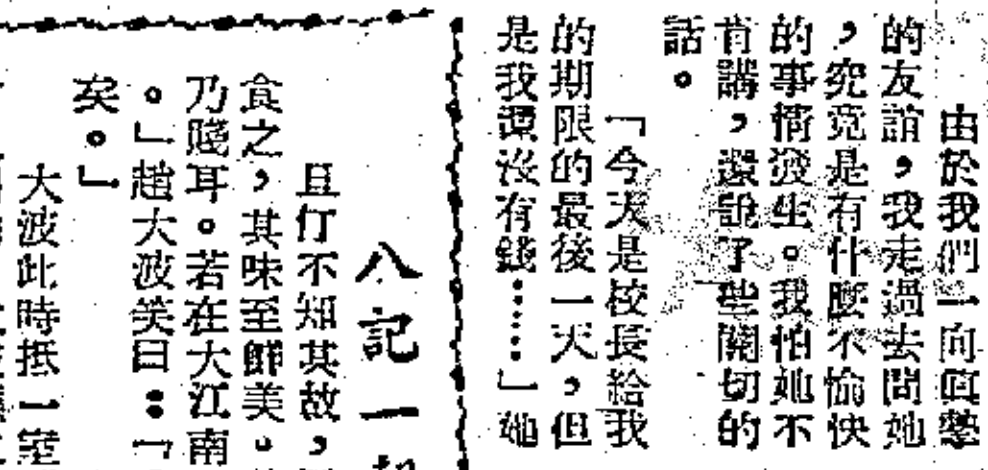 由於我們一向眞摯
的友誼，我走過去問她
，究竟是有什麼不愉快
的事情發生。我怕她不
肯講，還說了些關切的
話。
「今天是校長給我
的期限的最後一天，但
是我還沒有錢……」她
八記一
且仃不知其故，
食之，其味至鮮美。
乃賤耳。若在大江南
。」趙大波笑曰：「
矣。」
大波此時抵一室